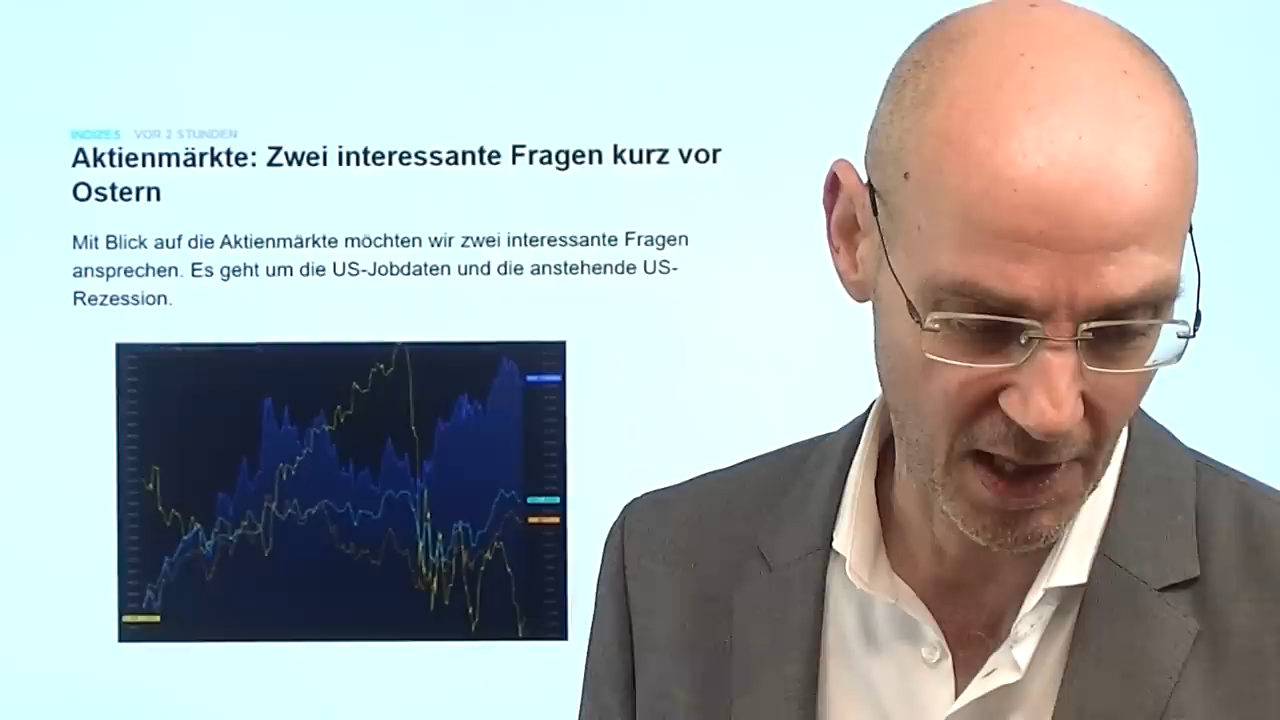 INDIZES VOR 2 STUNDEN
Aktienmärkte: Zwei interessante Fragen kurz vor
Ostern
Mit Blick auf die Aktienmärkte möchten wir zwei interessante Fragen
ansprechen. Es geht um die US-Jobdaten und die anstehende US-
Rezession.